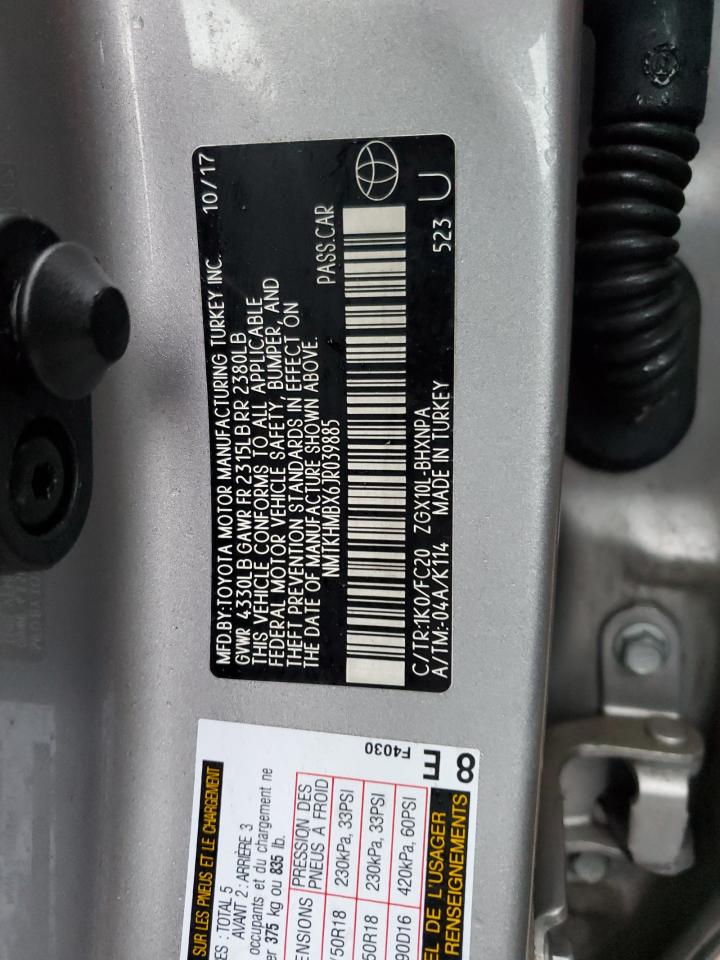 MFD.BY:TOYOTA MOTOR MANUFACTURING TURKEY INC. 10/17
GVWR 4330LB GAWR FR 2315LB RR 2380LB
THIS VEHICLE CONFORMS TO ALL APPLICABLE
FEDERAL MOTOR VEHICLE SAFETY, BUMPER, AND
THEFT PREVENTION STANDARDS IN EFFECT ON
THE DATE OF MANUFACTURE SHOWN ABOVE.
NMTKHMBX6JR039885 PASS.CAR
C/TR:1K0/FC20 ZGX10L-BHXNPA 523
A/TM:-04A/K114 MADE IN TURKEY U
SUR LES PNEUS ET LE CHARGEMENT
ES : TOTAL 5
AVANT 2 : ARRIÈRE 3
occupants et du chargement ne
er 375 kg ou 835 lb.
ENSIONS PRESSION DES
PNEUS À FROID
50R18 230kPa, 33PSI
50R18 230kPa, 33PSI
90D16 420kPa, 60PSI
EL DE L'USAGER
RENSEIGNEMENTS
F4030
E
8